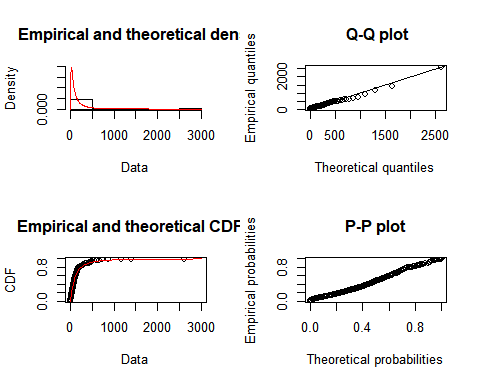 Empirical and theoretical den
Density
0.000
0 1000 2000 3000
Data
Q-Q plot
Empirical quantiles
0 2000
0 500 1500 2500
Theoretical quantiles
Empirical and theoretical CDF
CDF
0.0 0.8
0 1000 2000 3000
Data
P-P plot
Empirical probabilities
0.0 0.8
0.0 0.4 0.8
Theoretical probabilities